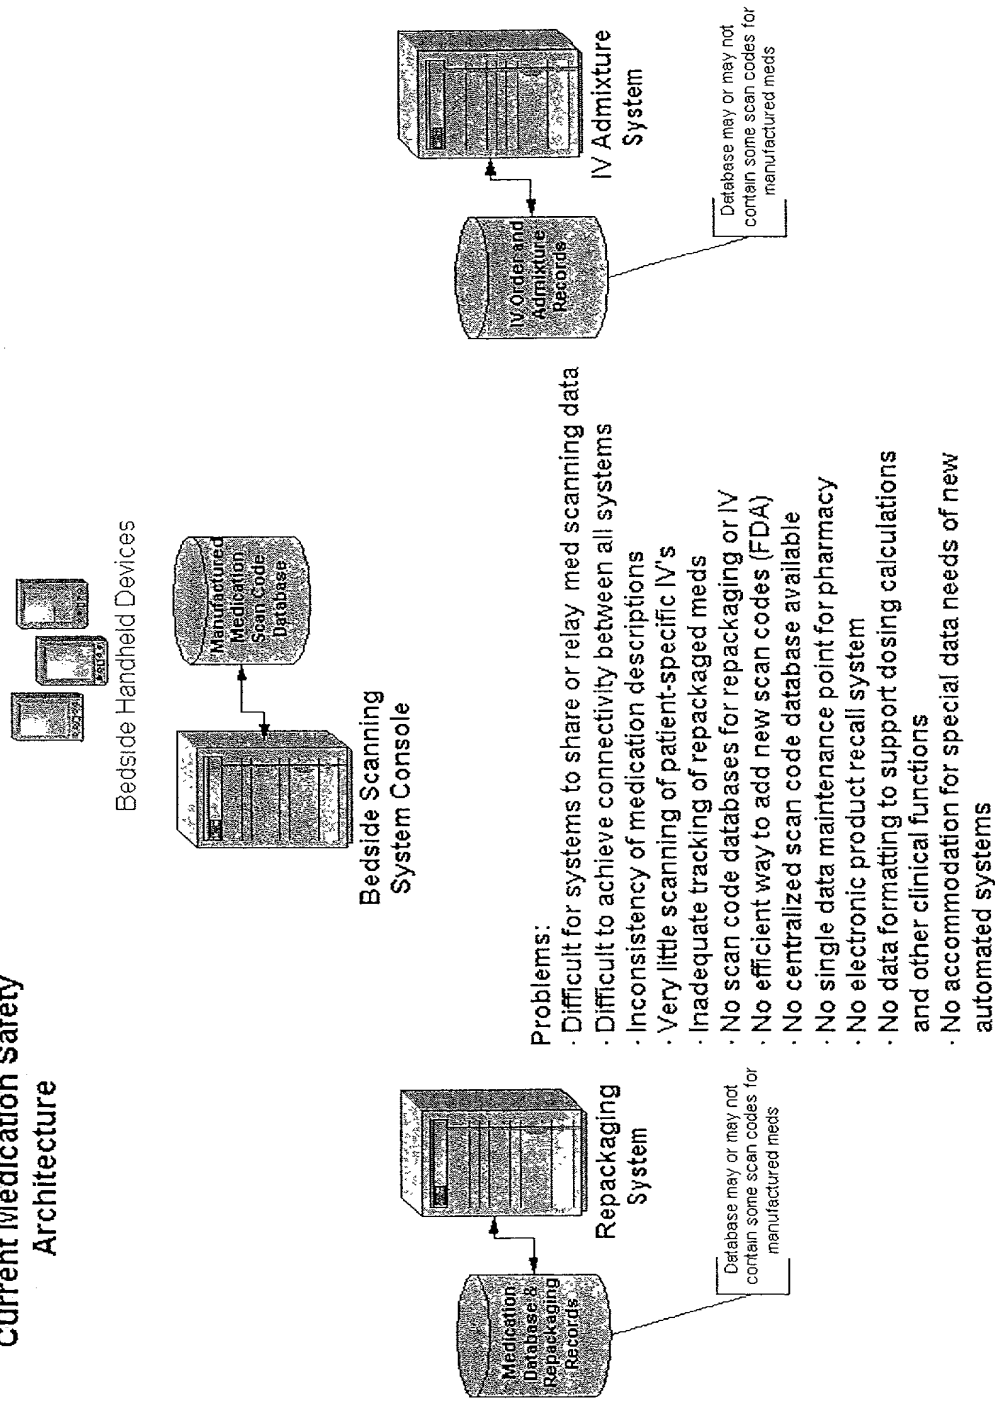 Current Medication Safety
Architecture
Bedside Handheld Devices
Manufactured
Medication
Scan Code
Database
Bedside Scanning
System Console
Medication
Database &
Repackaging
Records
Repackaging
System
Database may or may not
contain some scan codes for
manufactured meds
IV Order and
Admixture
Records
IV Admixture
System
Database may or may not
contain some scan codes for
manufactured meds
Problems:
· Difficult for systems to share or relay med scanning data
· Difficult to achieve connectivity between all systems
· Inconsistency of medication descriptions
· Very little scanning of patient-specific IV's
· Inadequate tracking of repackaged meds
· No scan code databases for repackaging or IV
· No efficient way to add new scan codes (FDA)
· No centralized scan code database available
· No single data maintenance point for pharmacy
· No electronic product recall system
· No data formatting to support dosing calculations
and other clinical functions
· No accommodation for special data needs of new
automated systems